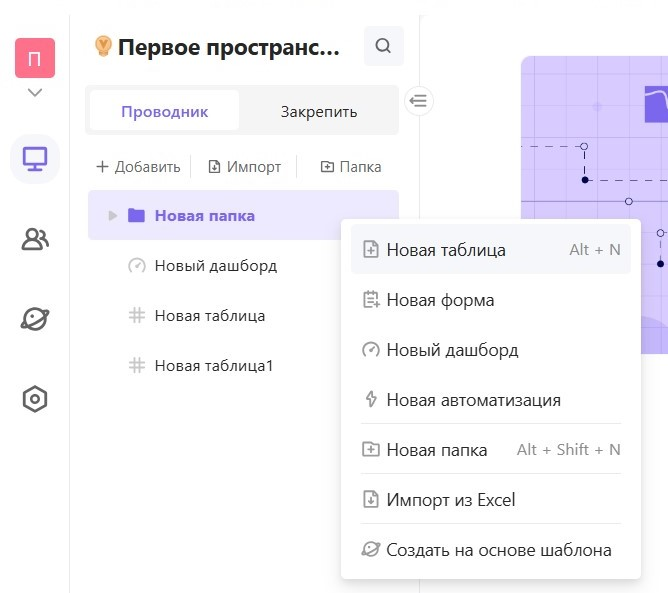 П
Первое пространс...
Проводник
Закрепить
Добавить
Импорт
Папка
Новая папка
Новый дашборд
Новая таблица
Новая таблица1
Новая таблица Alt + N
Новая форма
Новый дашборд
Новая автоматизация
Новая папка Alt + Shift + N
Импорт из Excel
Создать на основе шаблона